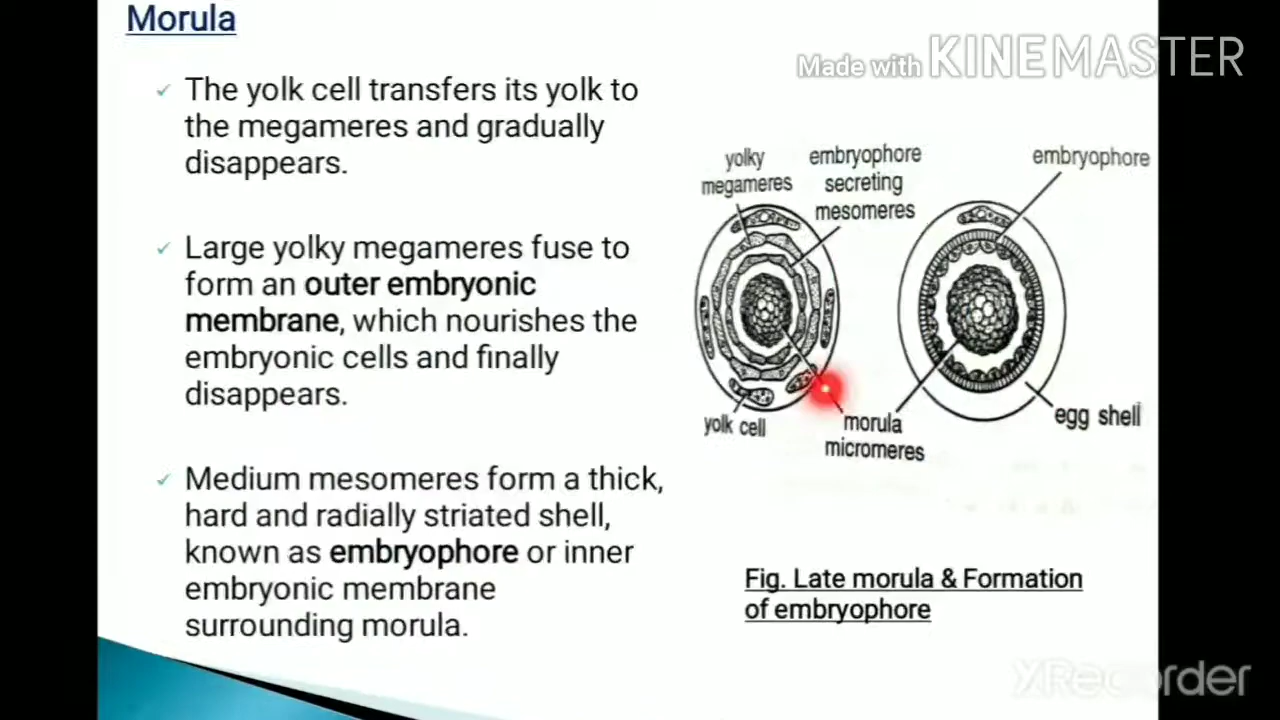 Morula
Made with KINEMASTER
The yolk cell transfers its yolk to
the megameres and gradually
disappears.
Large yolky megameres fuse to
form an outer embryonic
membrane, which nourishes the
embryonic cells and finally
disappears.
Medium mesomeres form a thick,
hard and radially striated shell,
known as embryophore or inner
embryonic membrane
surrounding morula.
yolky
megameres
embryophore
secreting
mesomeres
embryophore
yolk cell
morula
micromeres
egg shell
Fig. Late morula & Formation
of embryophore
XRecorder